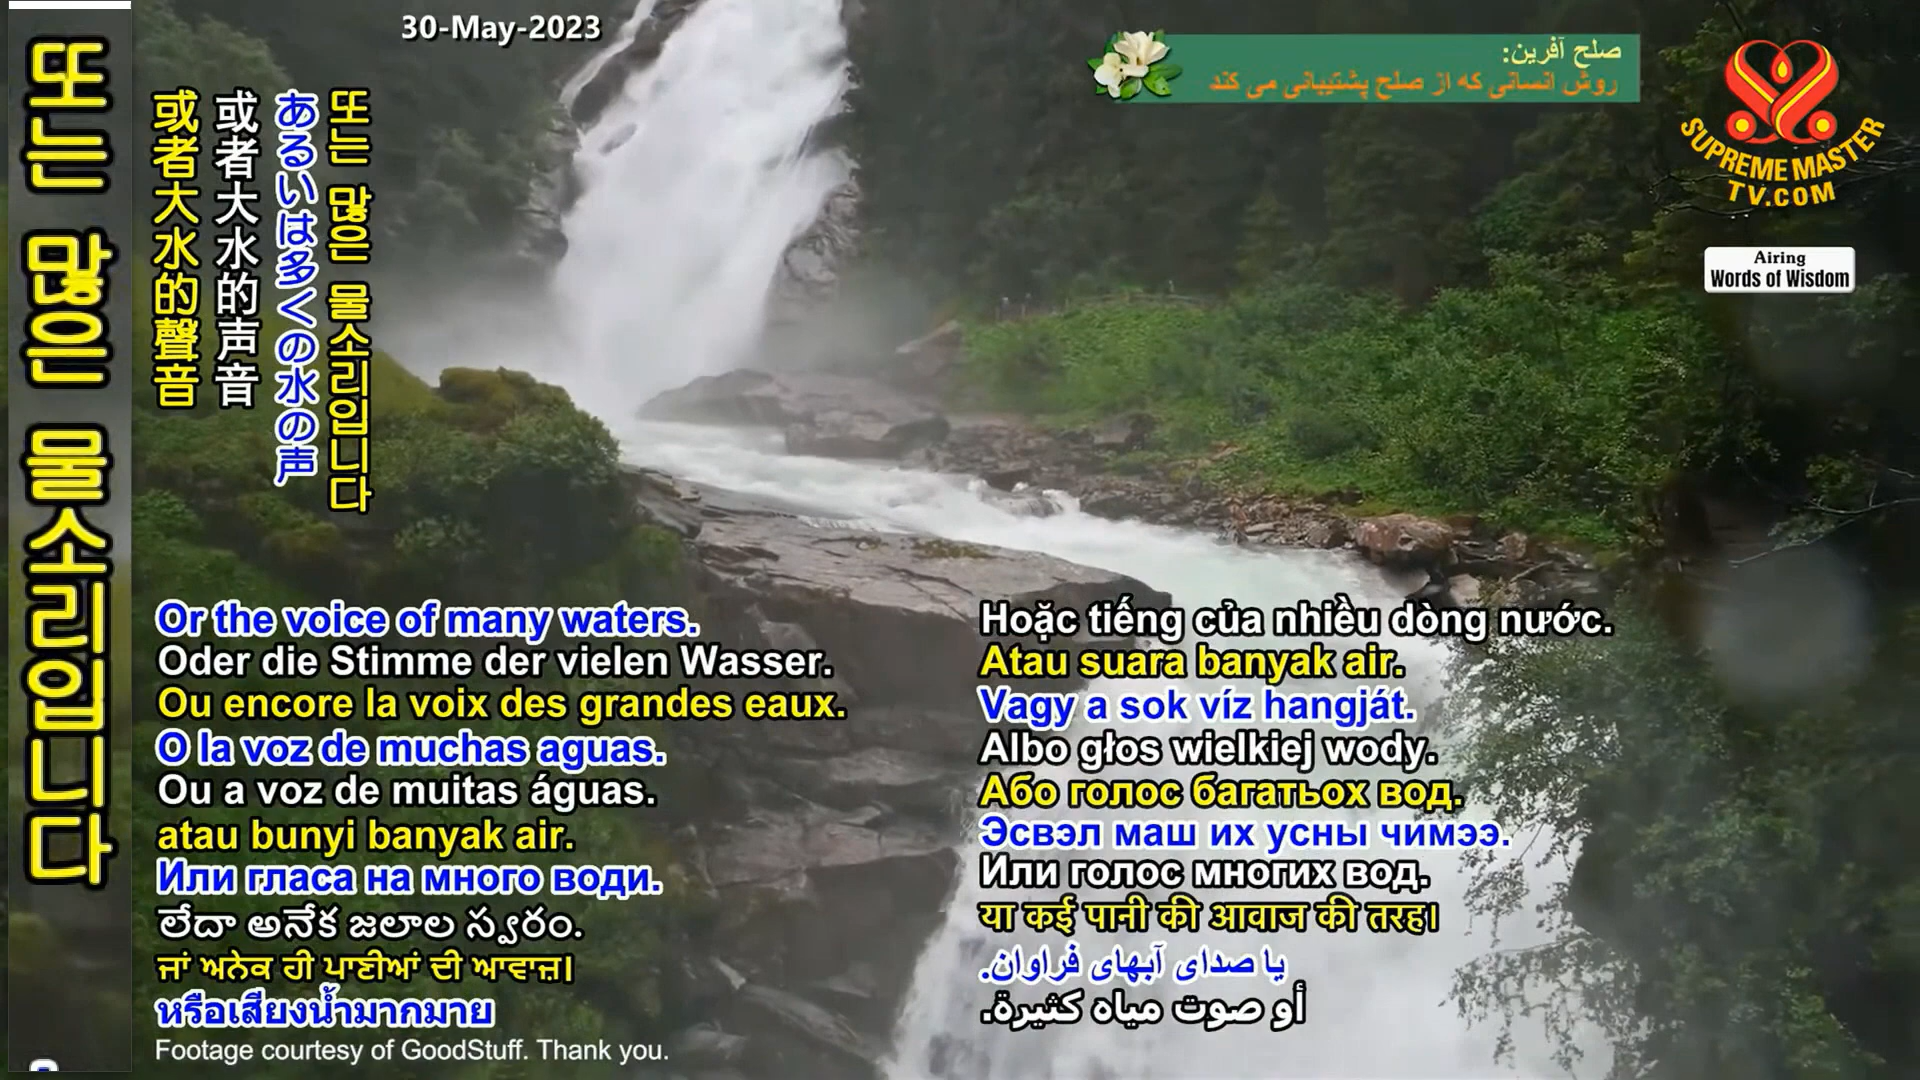 또는 많은 물소리입니다
30-May-2023
صلح آفرین:
روش انسانی که از صلح پشتیبانی می کند
SUPREME MASTER
TV.COM
Airing
Words of Wisdom
또는 많은 물소리입니다
あるいは多くの水の声
或者大水的声音
或者大水的聲音
Or the voice of many waters.
Oder die Stimme der vielen Wasser.
Ou encore la voix des grandes eaux.
O la voz de muchas aguas.
Ou a voz de muitas águas.
atau bunyi banyak air.
Или гласа на много води.
లేదా అనేక జలాల స్వరం.
ਜਾਂ ਅਨੇਕ ਹੀ ਪਾਣੀਆਂ ਦੀ ਆਵਾਜ਼।
หรือเสียงน้ำมากมาย
Footage courtesy of GoodStuff. Thank you.
Hoặc tiếng của nhiều dòng nước.
Atau suara banyak air.
Vagy a sok víz hangját.
Albo głos wielkiej wody.
Або голос багатьох вод.
Эсвэл маш их усны чимээ.
Или голос многих вод.
या कई पानी की आवाज की तरह।
یا صدای آبهای فراوان.
أو صوت مياه كثيرة.